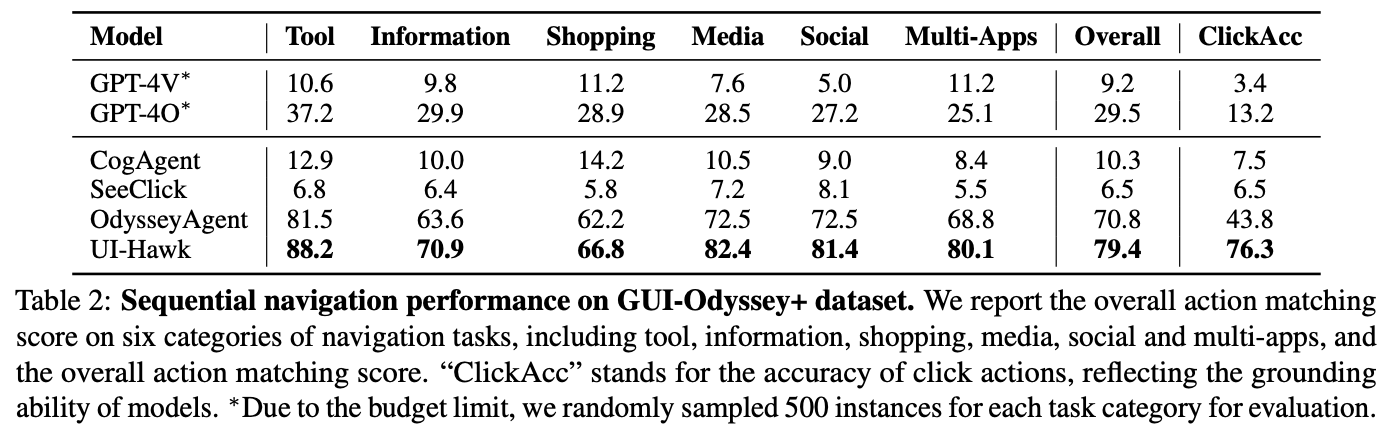 Model Tool Information Shopping Media Social Multi-Apps Overall ClickAcc
GPT-4V* 10.6 9.8 11.2 7.6 5.0 11.2 9.2 3.4
GPT-4O* 37.2 29.9 28.9 28.5 27.2 25.1 29.5 13.2
CogAgent 12.9 10.0 14.2 10.5 9.0 8.4 10.3 7.5
SeeClick 6.8 6.4 5.8 7.2 8.1 5.5 6.5 6.5
OdysseyAgent 81.5 63.6 62.2 72.5 72.5 68.8 70.8 43.8
UI-Hawk 88.2 70.9 66.8 82.4 81.4 80.1 79.4 76.3
Table 2: Sequential navigation performance on GUI-Odyssey+ dataset. We report the overall action matching
score on six categories of navigation tasks, including tool, information, shopping, media, social and multi-apps, and
the overall action matching score. “ClickAcc” stands for the accuracy of click actions, reflecting the grounding
ability of models. *Due to the budget limit, we randomly sampled 500 instances for each task category for evaluation.